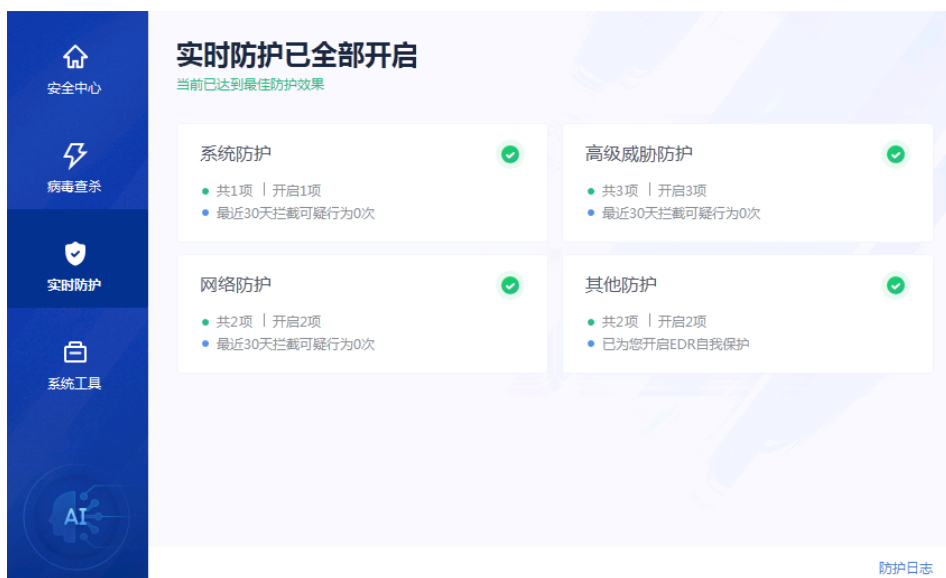 安全中心
病毒查杀
实时防护
系统工具
AI
实时防护已全部开启
当前已达到最佳防护效果
系统防护
共1项 | 开启1项
最近30天拦截可疑行为0次
高级威胁防护
共3项 | 开启3项
最近30天拦截可疑行为0次
网络防护
共2项 | 开启2项
最近30天拦截可疑行为0次
其他防护
共2项 | 开启2项
已为您开启EDR自我保护
防护日志